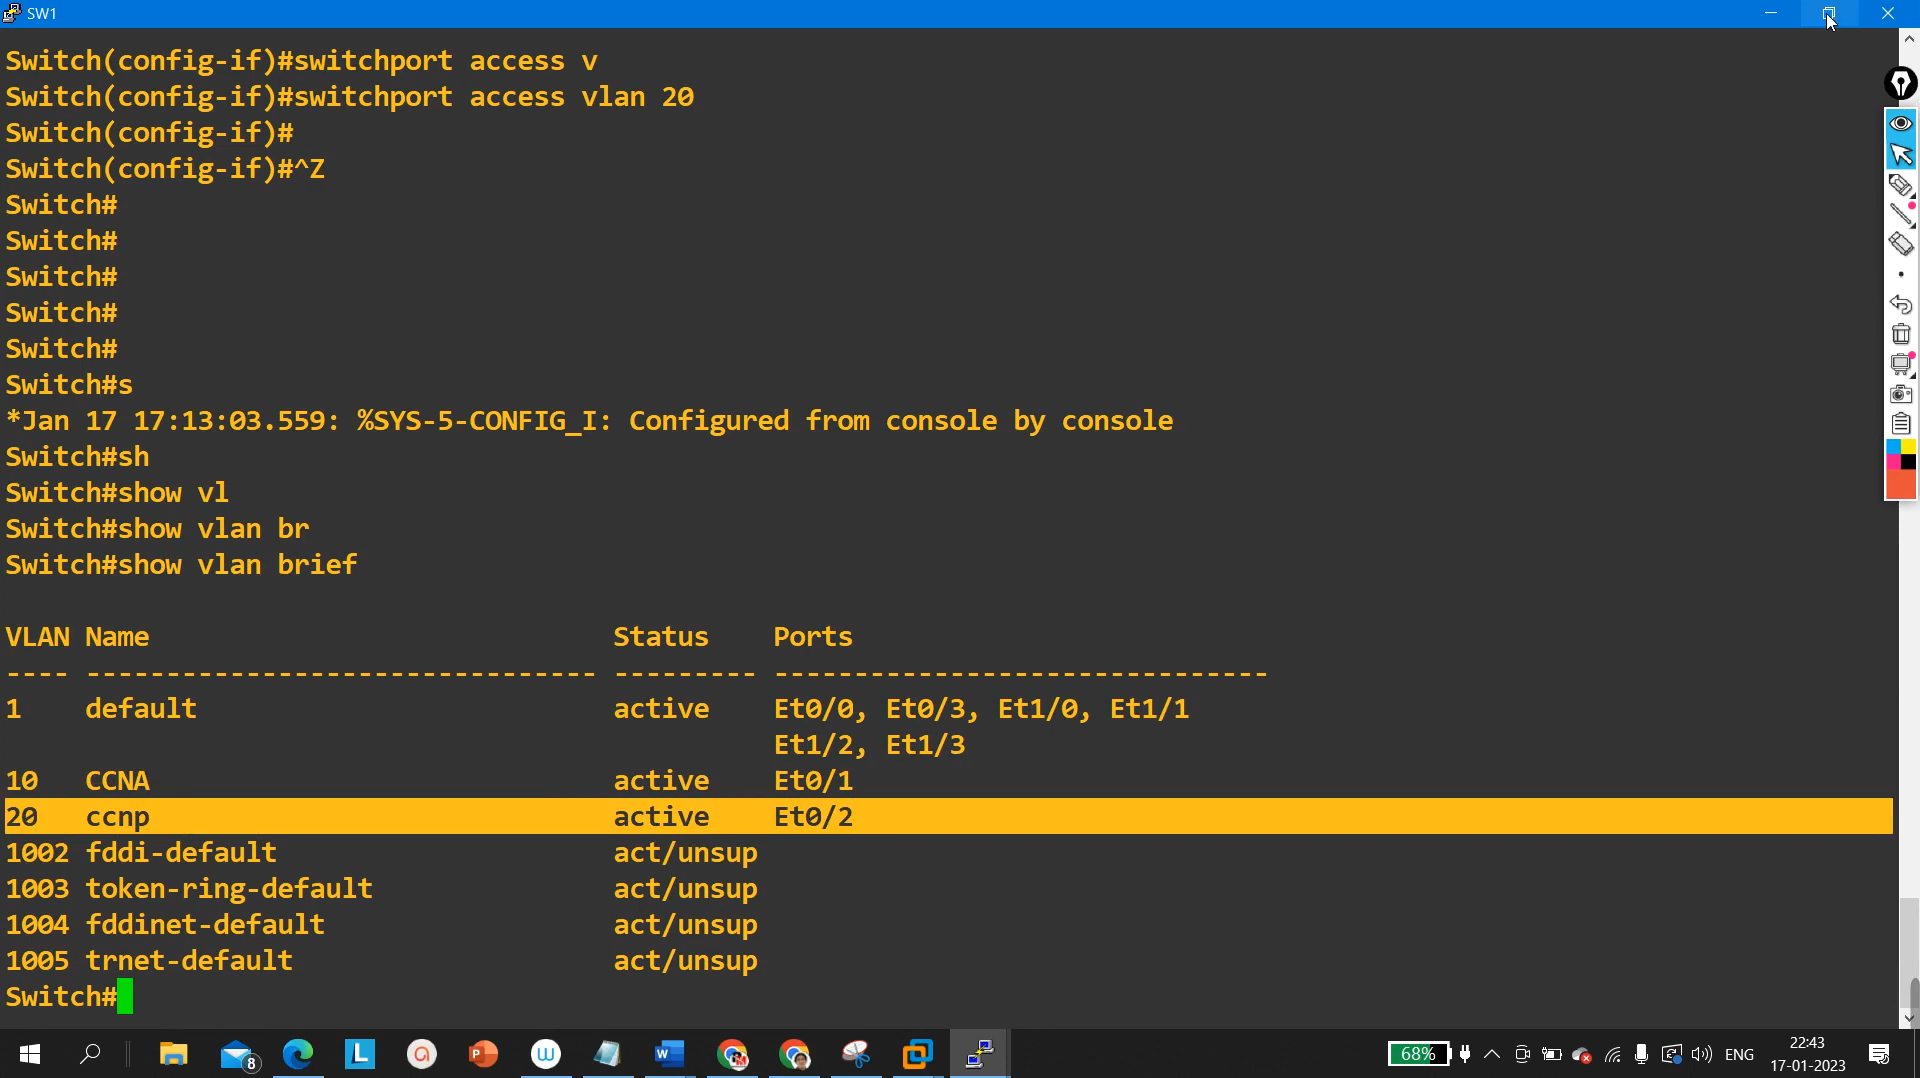 SW1
Switch(config-if)#switchport access v
Switch(config-if)#switchport access vlan 20
Switch(config-if)#
Switch(config-if)#^Z
Switch#
Switch#
Switch#
Switch#
Switch#
Switch#s
*Jan 17 17:13:03.559: %SYS-5-CONFIG_I: Configured from console by console
Switch#sh
Switch#show vl
Switch#show vlan br
Switch#show vlan brief
VLAN Name                             Status    Ports
---- -------------------------------- --------- -------------------------------
1    default                          active    Et0/0, Et0/3, Et1/0, Et1/1
                                                Et1/2, Et1/3
10   CCNA                             active    Et0/1
20   ccnp                             active    Et0/2
1002 fddi-default                     act/unsup
1003 token-ring-default               act/unsup
1004 fddinet-default                  act/unsup
1005 trnet-default                    act/unsup
Switch#
8
L
a
P
W
W
M
68%
ENG
22:43
17-01-2023